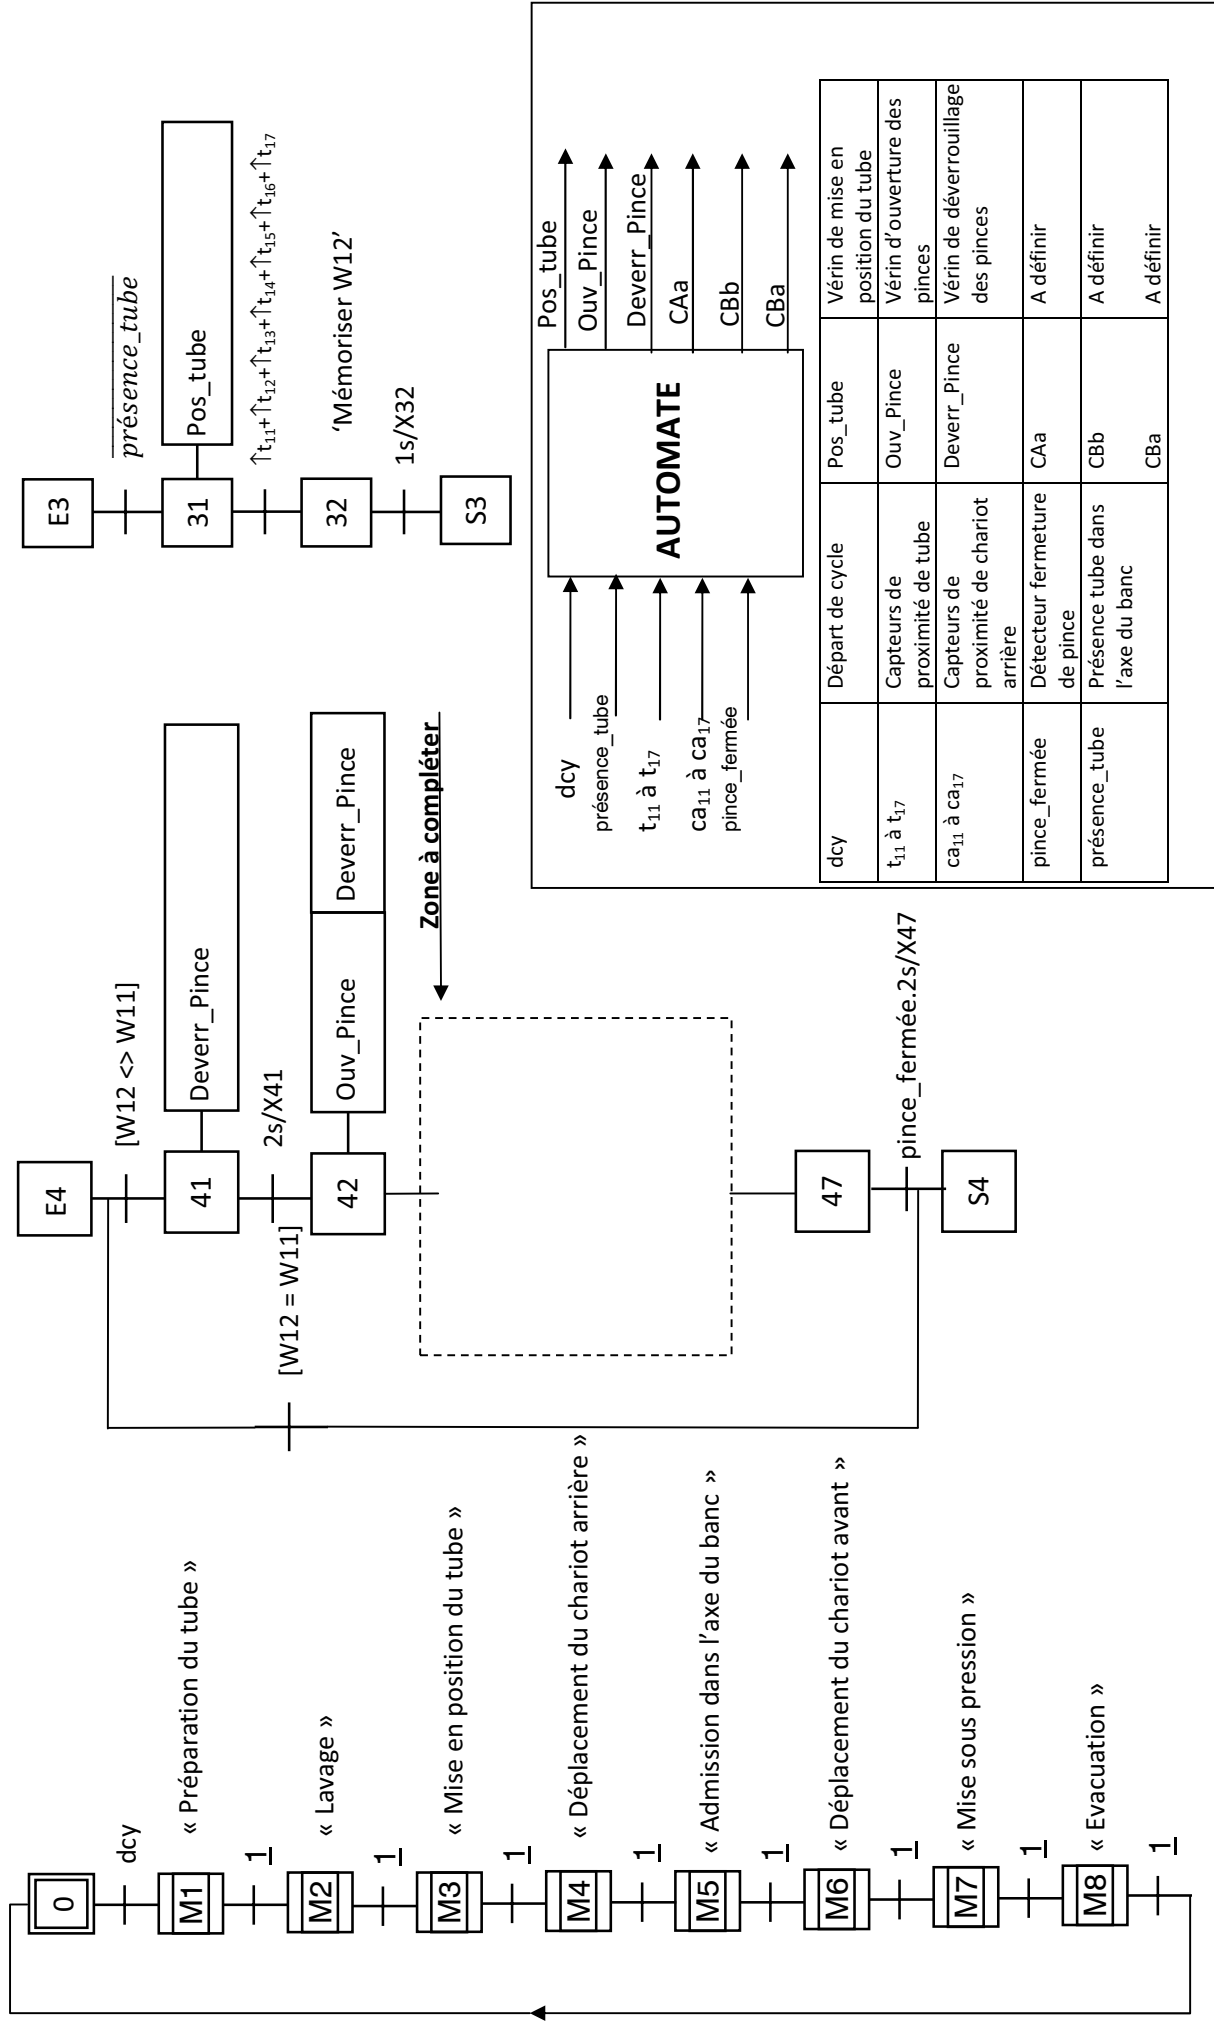 0
dcy
M1
« Préparation du tube »
1
M2
« Lavage »
1
M3
« Mise en position du tube »
1
M4
« Déplacement du chariot arrière »
1
M5
« Admission dans l'axe du banc »
1
M6
« Déplacement du chariot avant »
1
M7
« Mise sous pression »
1
M8
« Evacuation »
1
E4
[W12 <> W11]
41
Deverr_Pince
2s/X41
[W12 = W11]
42
Ouv_Pince
Deverr_Pince
Zone à compléter
47
pince_fermée.2s/X47
S4
E3
présence_tube
31
Pos_tube
↑t11+↑t12+↑t13+↑t14+↑t15+↑t16+↑t17
32
'Mémoriser W12'
1s/X32
S3
dcy
présence_tube
t11 à t17
ca11 à ca17
pince_fermée
AUTOMATE
Pos_tube
Ouv_Pince
Deverr_Pince
CAa
CBb
CBa
dcy
Départ de cycle
Pos_tube
Vérin de mise en
position du tube
t11 à t17
Capteurs de
proximité de tube
Ouv_Pince
Vérin d'ouverture des
pinces
ca11 à ca17
Capteurs de
proximité de chariot
arrière
Deverr_Pince
Vérin de déverrouillage
des pinces
pince_fermée
Détecteur fermeture
de pince
CAa
A définir
présence_tube
Présence tube dans
l'axe du banc
CBb
CBa
A définir
A définir